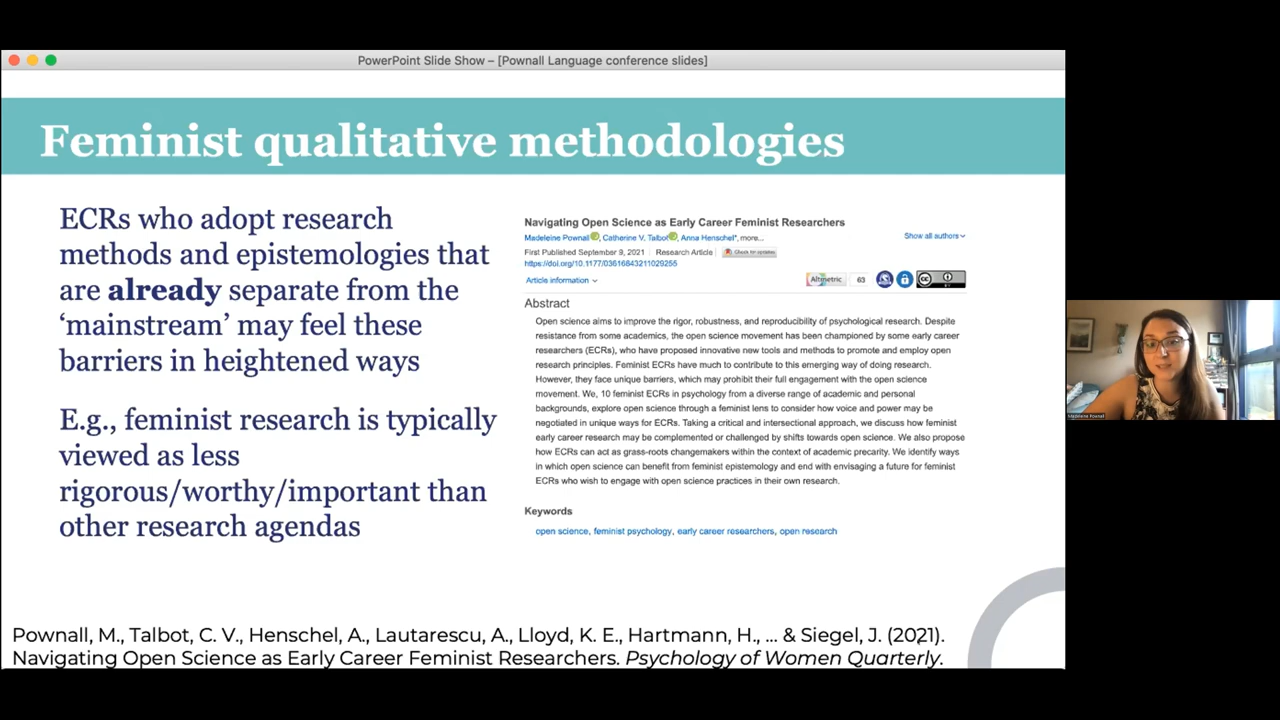 PowerPoint Slide Show – [Pownall Language conference slides]
Feminist qualitative methodologies
ECRs who adopt research
methods and epistemologies that
are already separate from the
‘mainstream’ may feel these
barriers in heightened ways
E.g., feminist research is typically
viewed as less
rigorous/worthy/important than
other research agendas
Navigating Open Science as Early Career Feminist Researchers
Madeleine Pownall, Catherine V. Talbot, Anna Henschel*, more...
Show all authors
First Published September 9, 2021 Research Article Check for updates
https://doi.org/10.1177/03616843211029255
Article information
Altmetric 63
CC BY
Abstract
Open science aims to improve the rigor, robustness, and reproducibility of psychological research. Despite
resistance from some academics, the open science movement has been championed by some early career
researchers (ECRs), who have proposed innovative new tools and methods to promote and employ open
research principles. Feminist ECRs have much to contribute to this emerging way of doing research.
However, they face unique barriers, which may prohibit their full engagement with the open science
movement. We, 10 feminist ECRs in psychology from a diverse range of academic and personal
backgrounds, explore open science through a feminist lens to consider how voice and power may be
negotiated in unique ways for ECRs. Taking a critical and intersectional approach, we discuss how feminist
early career research may be complemented or challenged by shifts towards open science. We also propose
how ECRs can act as grass-roots changemakers within the context of academic precarity. We identify ways
in which open science can benefit from feminist epistemology and end with envisaging a future for feminist
ECRs who wish to engage with open science practices in their own research.
Keywords
open science, feminist psychology, early career researchers, open research
Pownall, M., Talbot, C. V., Henschel, A., Lautarescu, A., Lloyd, K. E., Hartmann, H., ... & Siegel, J. (2021).
Navigating Open Science as Early Career Feminist Researchers. Psychology of Women Quarterly.
Madeleine Pownall